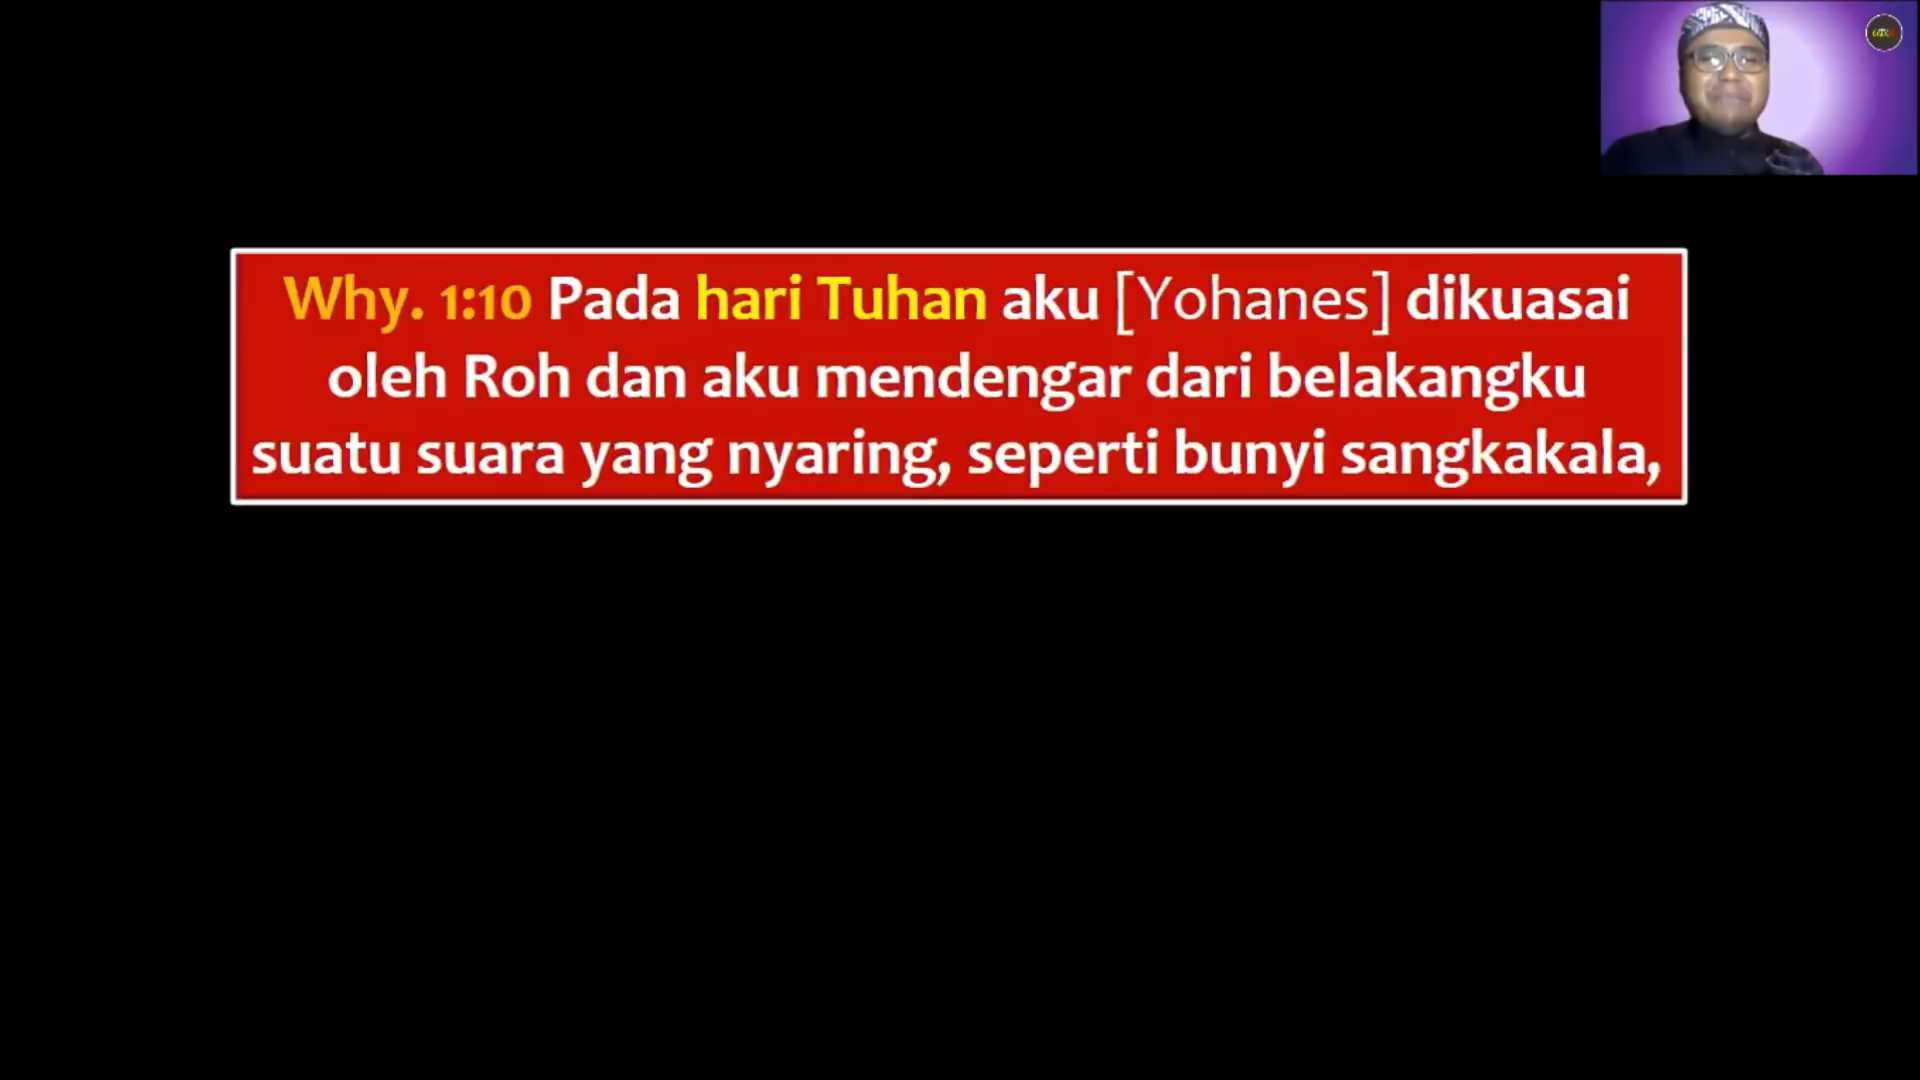 Why. 1:10 Pada hari Tuhan aku [Yohanes] dikuasai
oleh Roh dan aku mendengar dari belakangku
suatu suara yang nyaring, seperti bunyi sangkakala,